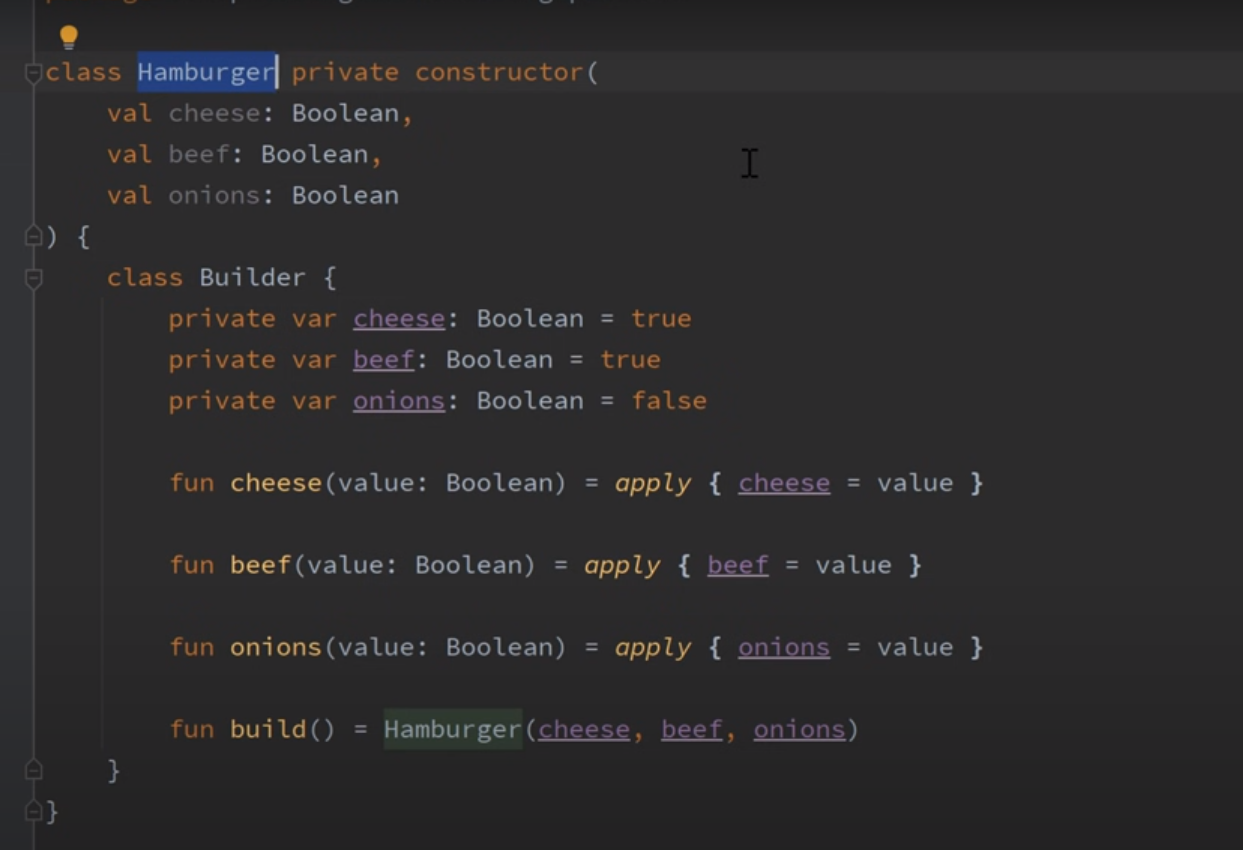 class Hamburger private constructor(
    val cheese: Boolean,
    val beef: Boolean,
    val onions: Boolean
) {
    class Builder {
        private var cheese: Boolean = true
        private var beef: Boolean = true
        private var onions: Boolean = false
        fun cheese(value: Boolean) = apply { cheese = value }
        fun beef(value: Boolean) = apply { beef = value }
        fun onions(value: Boolean) = apply { onions = value }
        fun build() = Hamburger(cheese, beef, onions)
    }
}